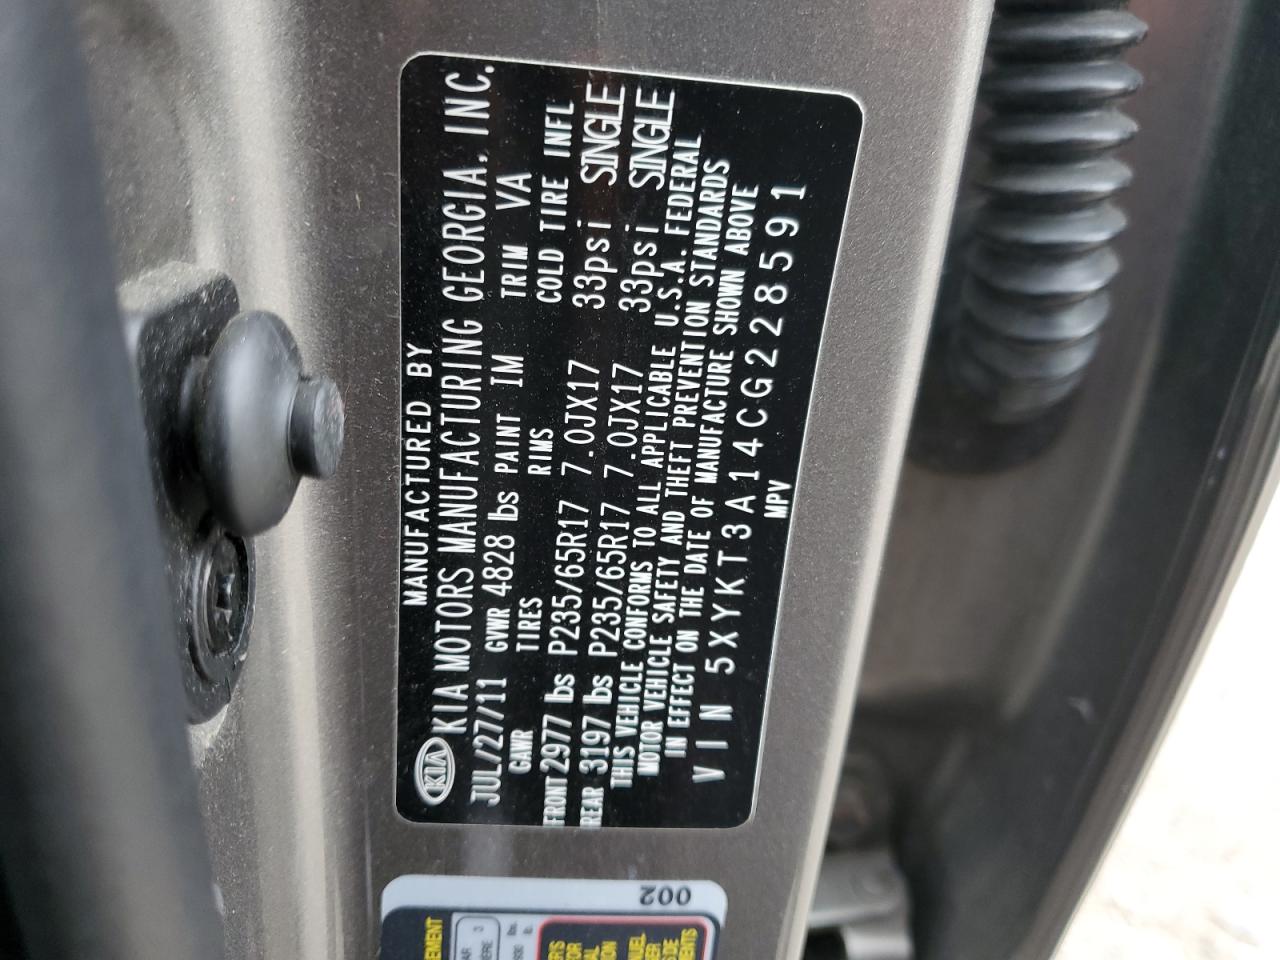 MANUFACTURED BY
KIA KIA MOTORS MANUFACTURING GEORGIA, INC.
JUL/27/11 GVWR 4828 lbs PAINT IM TRIM VA
GAWR TIRES RIMS COLD TIRE INFL
FRONT 2977 lbs P235/65R17 7.0JX17 33psi SINGLE
REAR 3197 lbs P235/65R17 7.0JX17 33psi SINGLE
THIS VEHICLE CONFORMS TO ALL APPLICABLE U.S.A. FEDERAL
MOTOR VEHICLE SAFETY AND THEFT PREVENTION STANDARDS
IN EFFECT ON THE DATE OF MANUFACTURE SHOWN ABOVE
VIN 5XYKT3A14CG228591
MPV
002